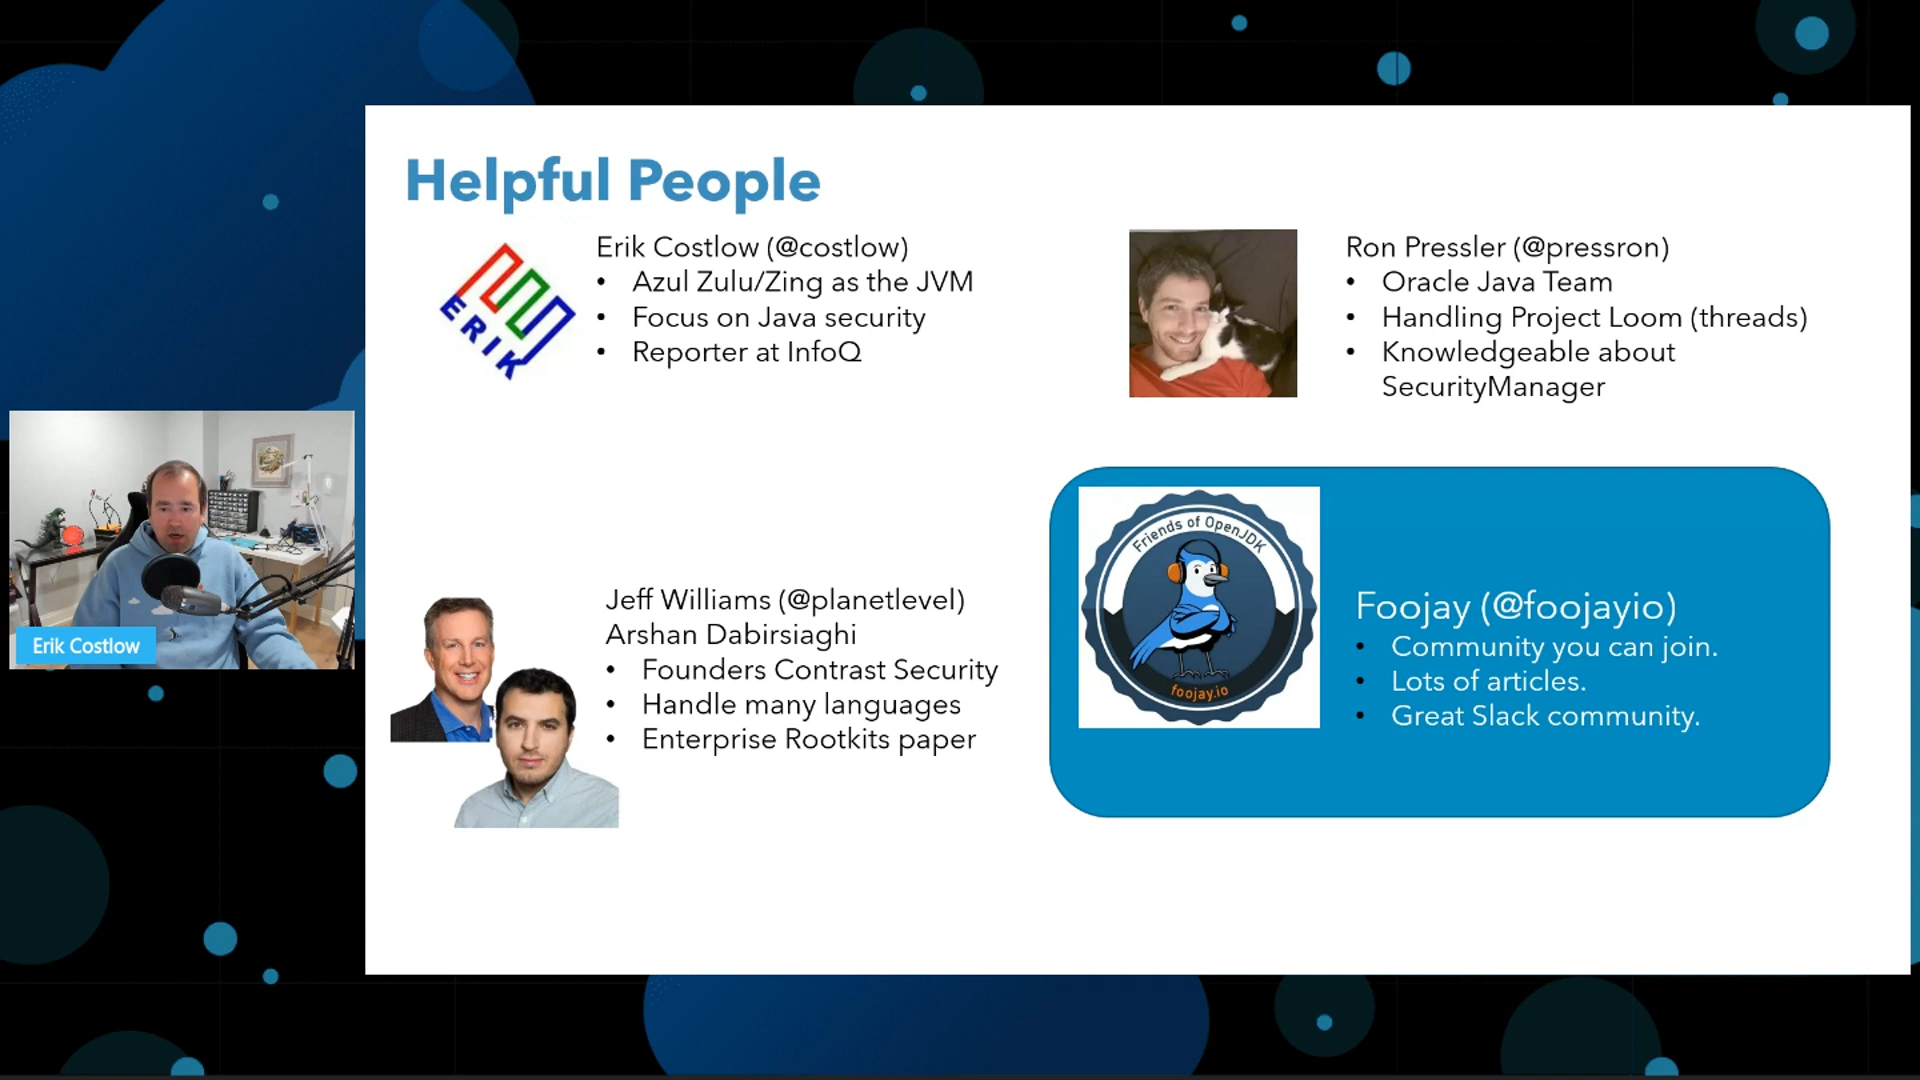 Helpful People
Erik Costlow (@costlow)
• Azul Zulu/Zing as the JVM
• Focus on Java security
• Reporter at InfoQ
ERIK
Ron Pressler (@pressron)
• Oracle Java Team
• Handling Project Loom (threads)
• Knowledgeable about
SecurityManager
Jeff Williams (@planetlevel)
Arshan Dabirsiaghi
• Founders Contrast Security
• Handle many languages
• Enterprise Rootkits paper
Friends of OpenJDK
foojay.io
Foojay (@foojayio)
• Community you can join.
• Lots of articles.
• Great Slack community.
Erik Costlow